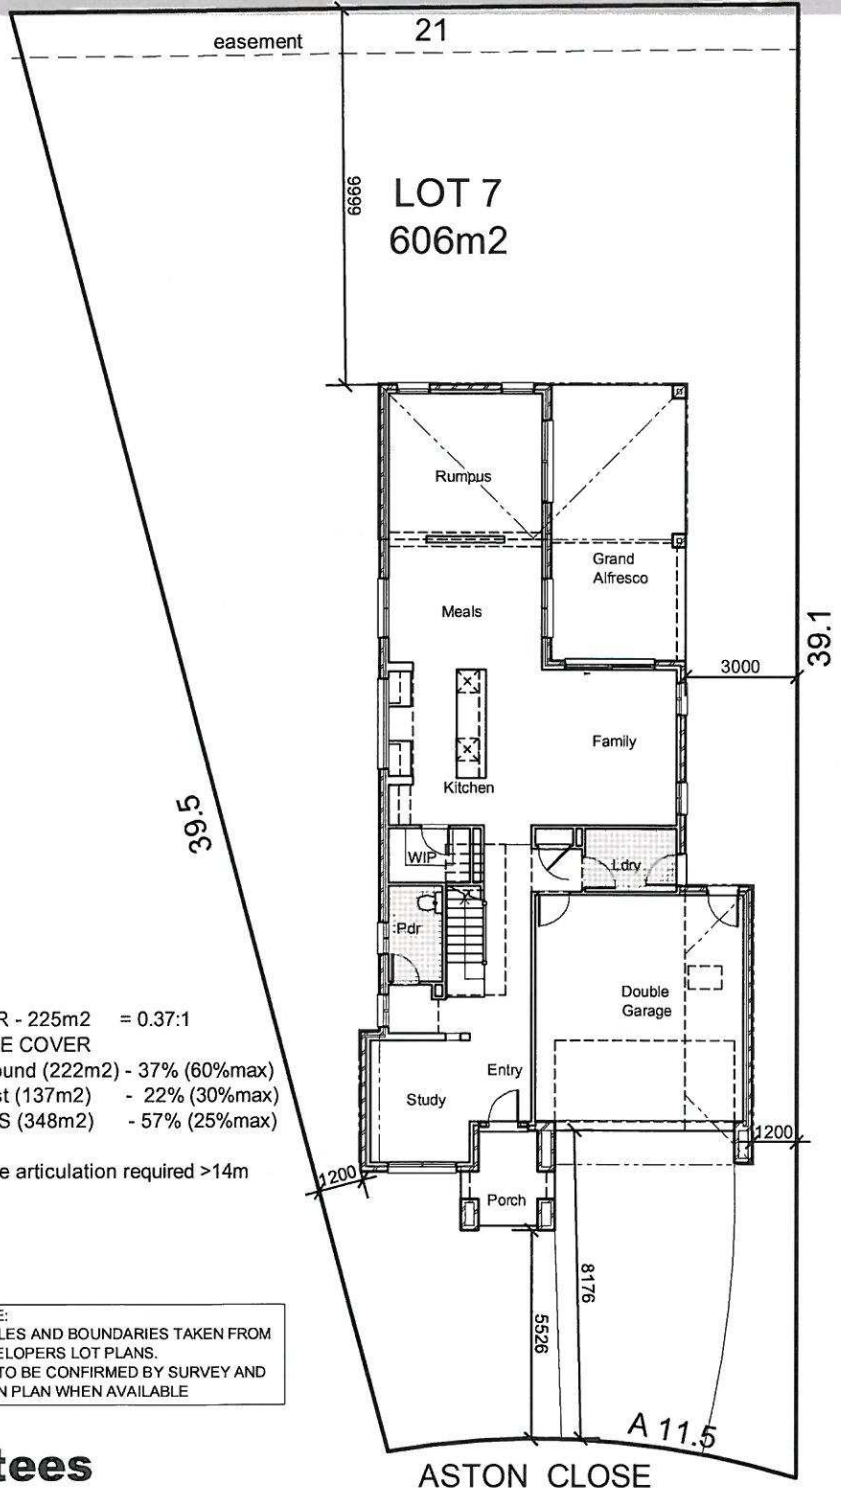 21
easement
6666
LOT 7
606m2
Rumpus
Grand
Alfresco
Meals
39.1
3000
Family
Kitchen
39.5
WIP
Ldry
Pdr
Double
Garage
R - 225m2 = 0.37:1
E COVER
und (222m2) - 37% (60%max)
st (137m2) - 22% (30%max)
S (348m2) - 57% (25%max)
Entry
Study
1200
e articulation required >14m
1200
Porch
8176
5526
E:
LES AND BOUNDARIES TAKEN FROM
ELOPERS LOT PLANS.
TO BE CONFIRMED BY SURVEY AND
N PLAN WHEN AVAILABLE
A 11.5
tees
ASTON CLOSE